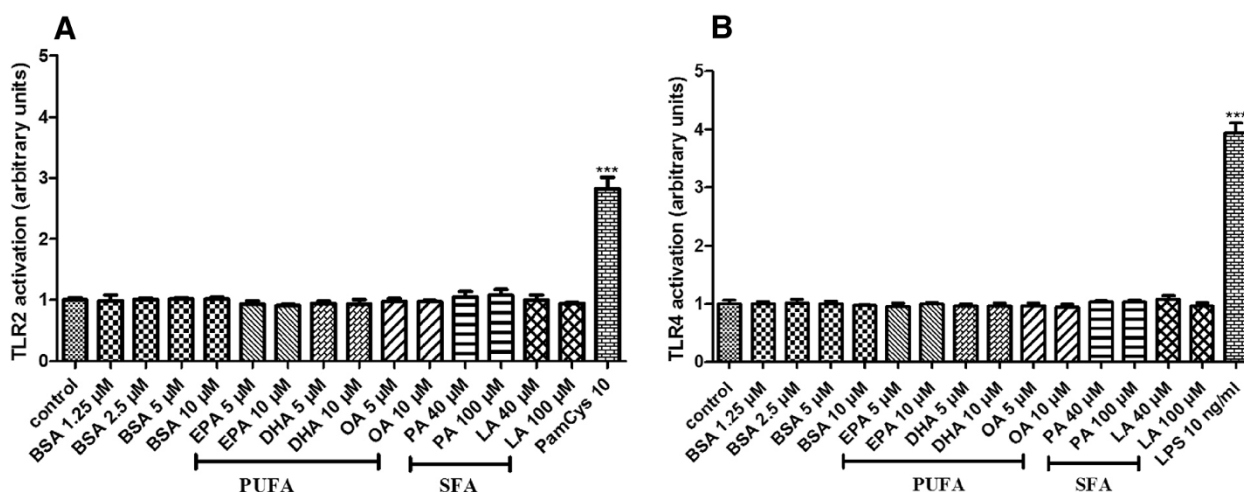 A
TLR2 activation (arbitrary units)
5
4
3
2
1
0
***
control
BSA 1.25 µM
BSA 2.5 µM
BSA 5 µM
BSA 10 µM
EPA 5 µM
EPA 10 µM
DHA 5 µM
DHA 10 µM
OA 5 µM
OA 10 µM
PA 40 µM
PA 100 µM
LA 40 µM
LA 100 µM
PamCys 10
PUFA
SFA
B
TLR4 activation (arbitrary units)
5
4
3
2
1
0
***
control
BSA 1.25 µM
BSA 2.5 µM
BSA 5 µM
BSA 10 µM
EPA 5 µM
EPA 10 µM
DHA 5 µM
DHA 10 µM
OA 5 µM
OA 10 µM
PA 40 µM
PA 100 µM
LA 40 µM
LA 100 µM
LPS 10 ng/ml
PUFA
SFA